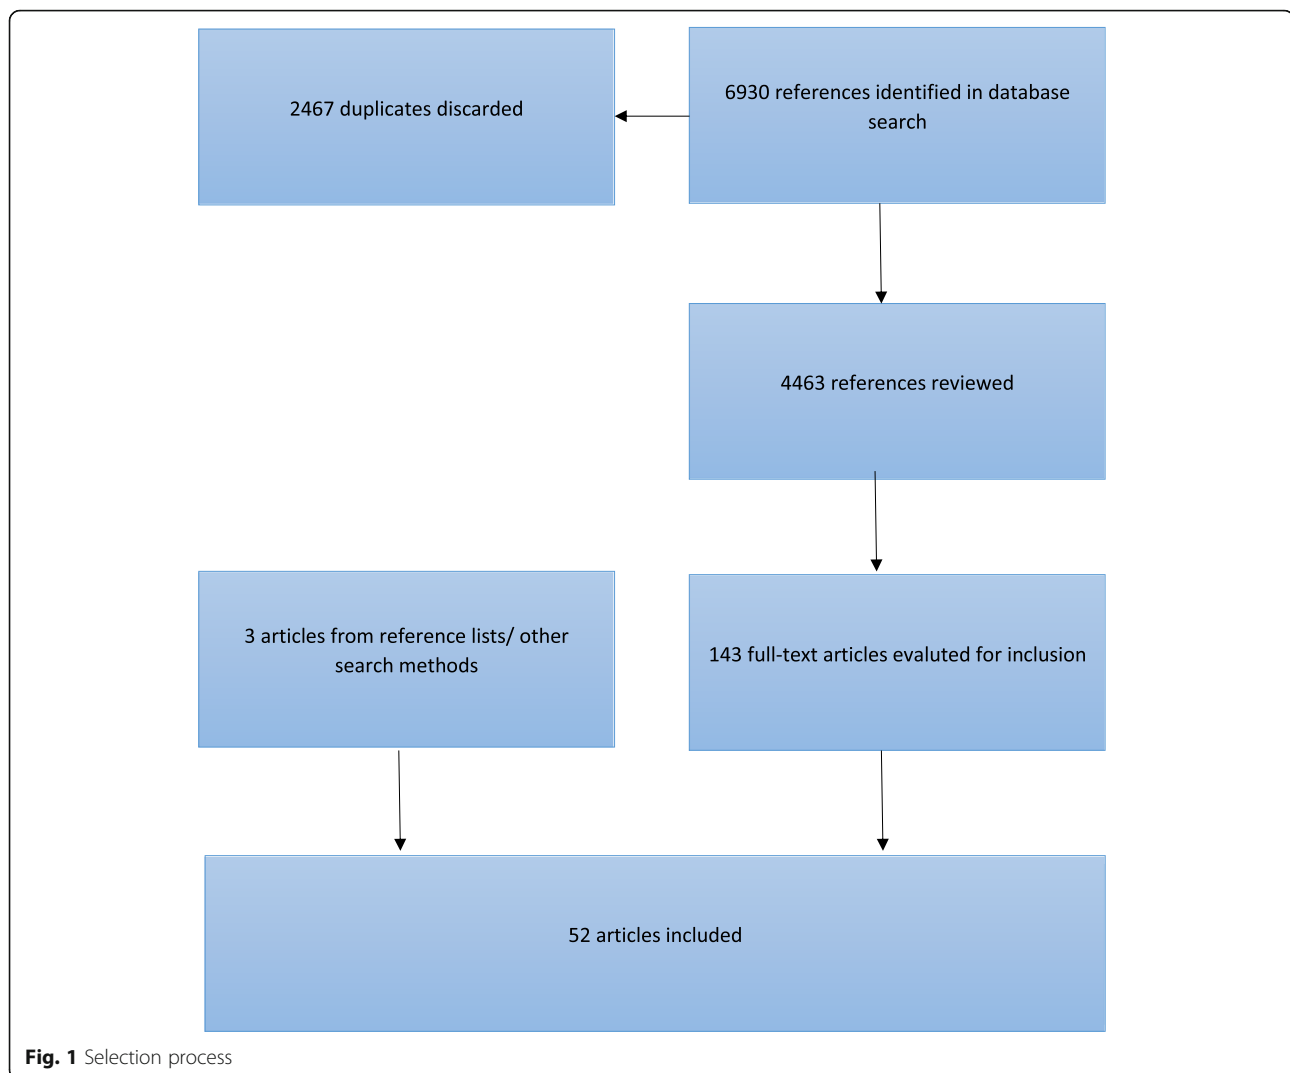 2467 duplicates discarded
6930 references identified in database
search
4463 references reviewed
3 articles from reference lists/ other
search methods
143 full-text articles evaluted for inclusion
52 articles included
Fig. 1 Selection process